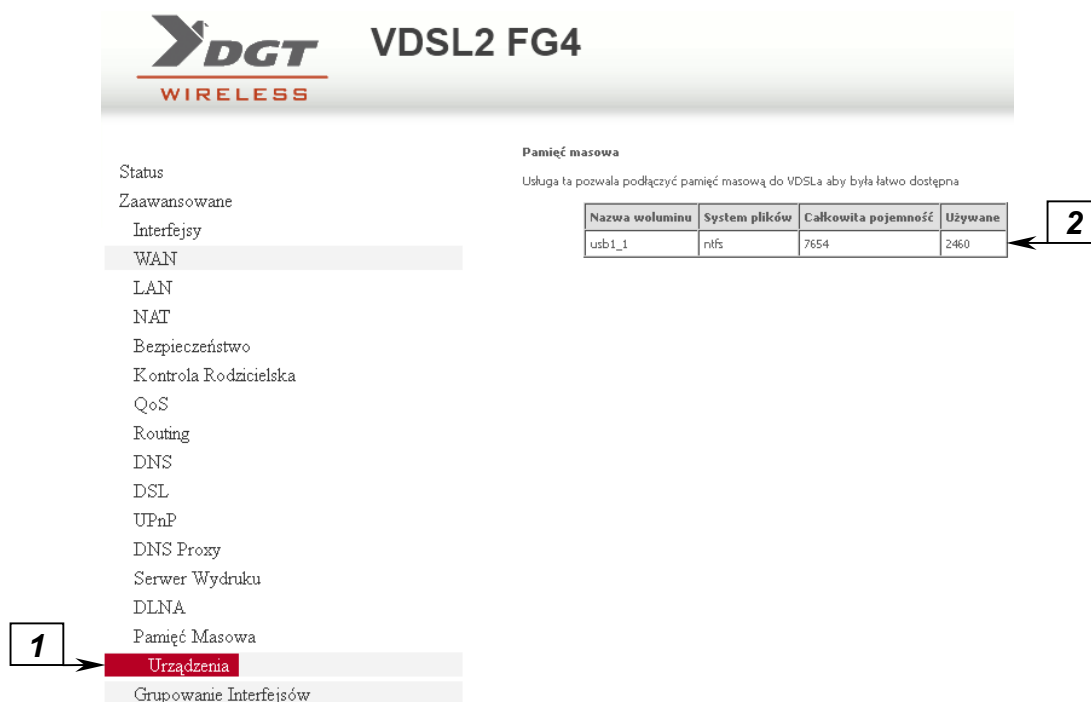 DGT
WIRELESS
VDSL2 FG4
Status
Zaawansowane
Interfejsy
WAN
LAN
NAT
Bezpieczeństwo
Kontrola Rodzicielska
QoS
Routing
DNS
DSL
UPnP
DNS Proxy
Serwer Wydruku
DLNA
Pamięć Masowa
1
Urządzenia
Grupowanie Interfejsów
Pamięć masowa
Usługa ta pozwala podłączyć pamięć masową do VDSLa aby była łatwo dostępna
Nazwa woluminu System plików Całkowita pojemność Używane
usb1_1 ntfs 7654 2460
2